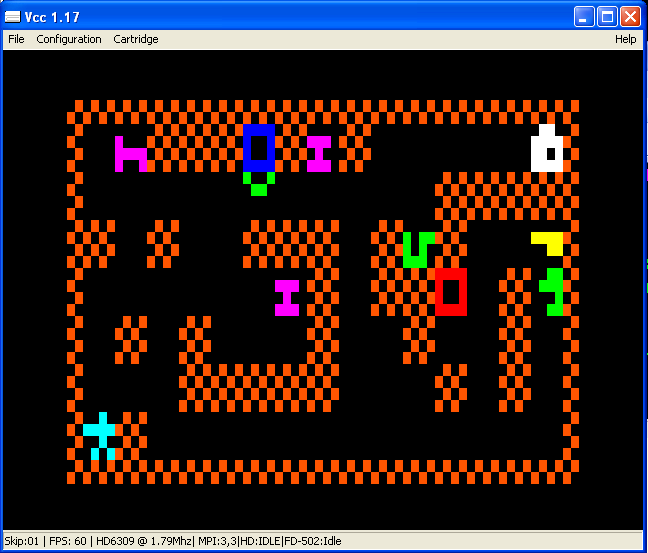 Vcc 1.17
File Configuration Cartridge Help
Skip:01 | FPS: 60 | HD6309 @ 1.79Mhz| MPI:3,3|HD:IDLE|FD-502:Idle